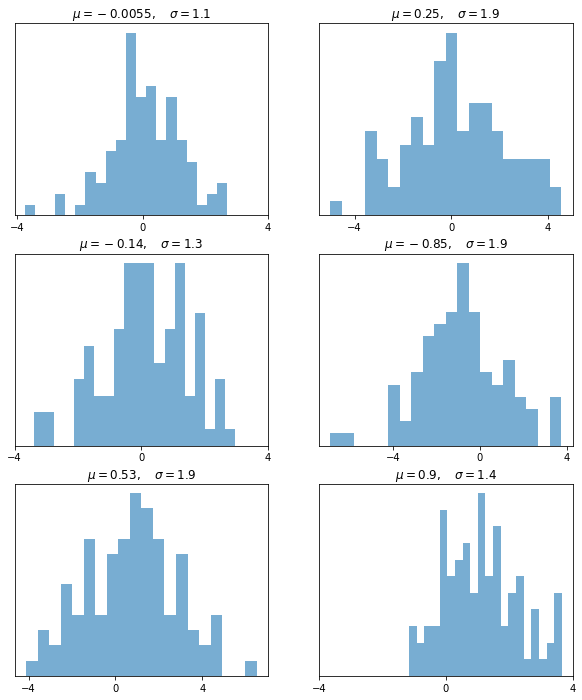 μ = −0.0055, σ = 1.1
μ = 0.25, σ = 1.9
−4 0 4
−4 0 4
μ = −0.14, σ = 1.3
μ = −0.85, σ = 1.9
−4 0 4
−4 0 4
μ = 0.53, σ = 1.9
μ = 0.9, σ = 1.4
−4 0 4
−4 0 4